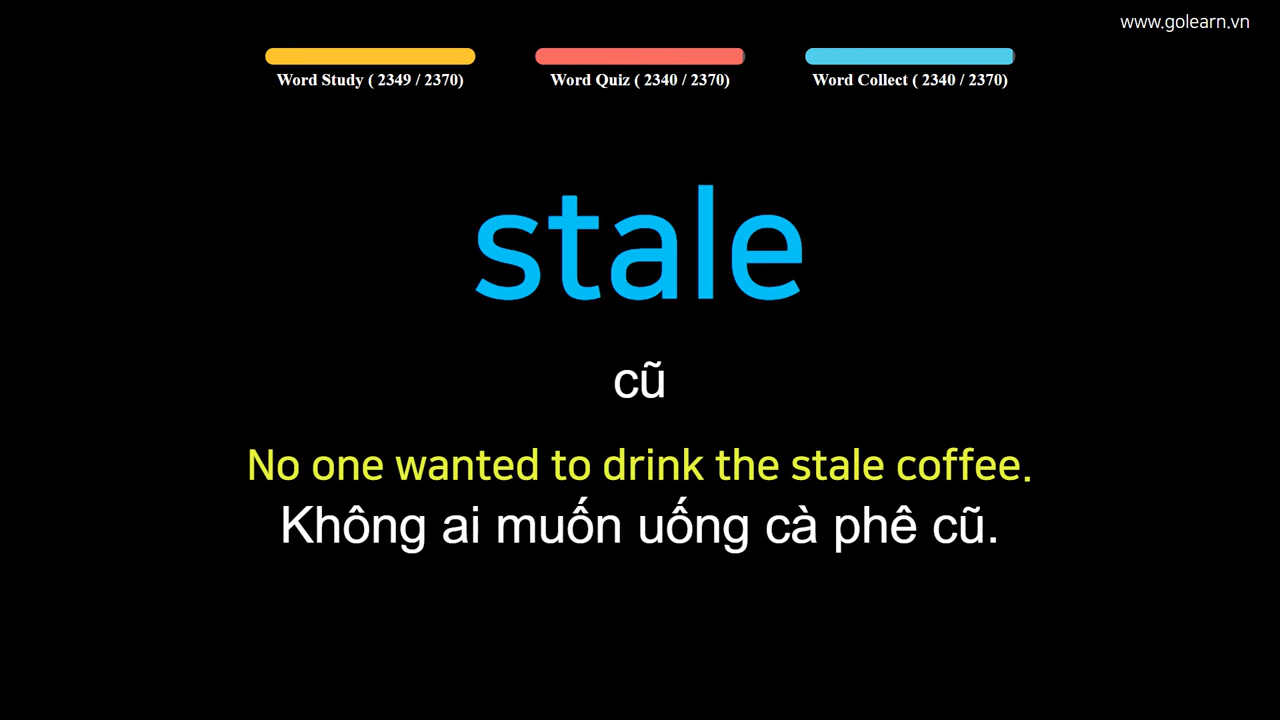 www.golearn.vn
Word Study ( 2349 / 2370)
Word Quiz ( 2340 / 2370)
Word Collect ( 2340 / 2370)
stale
cũ
No one wanted to drink the stale coffee.
Không ai muốn uống cà phê cũ.